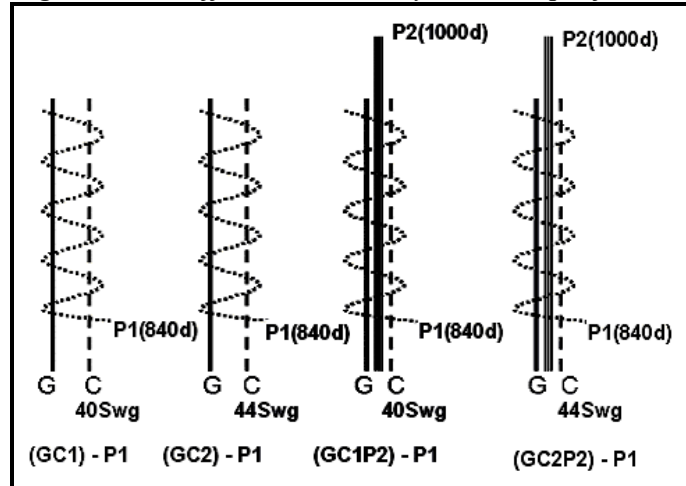 P2(1000d) P2(1000d)
P1(840d) P1(840d) P1(840d) P1(840d)
G C G C G C G C
40Swg 44Swg 40Swg 44Swg
(GC1) - P1 (GC2) - P1 (GC1P2) - P1 (GC2P2) - P1